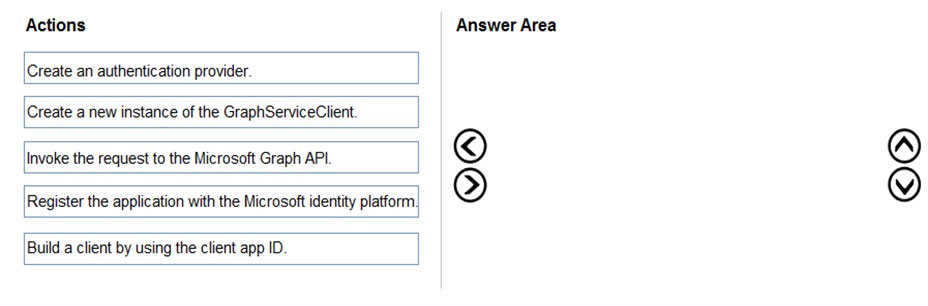 Actions
Answer Area
Create an authentication provider.
Create a new instance of the GraphServiceClient.
Invoke the request to the Microsoft Graph API.
Register the application with the Microsoft identity platform.
Build a client by using the client app ID.